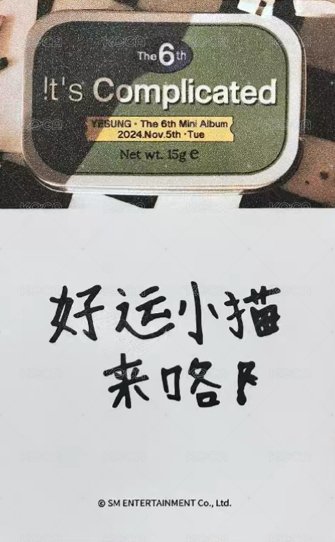 The 6th
It's Complicated
YESUNG · The 6th Mini Album
2024.Nov.5th · Tue
Net wt. 15g e
好运小描
来咯
© SM ENTERTAINMENT Co., Ltd.